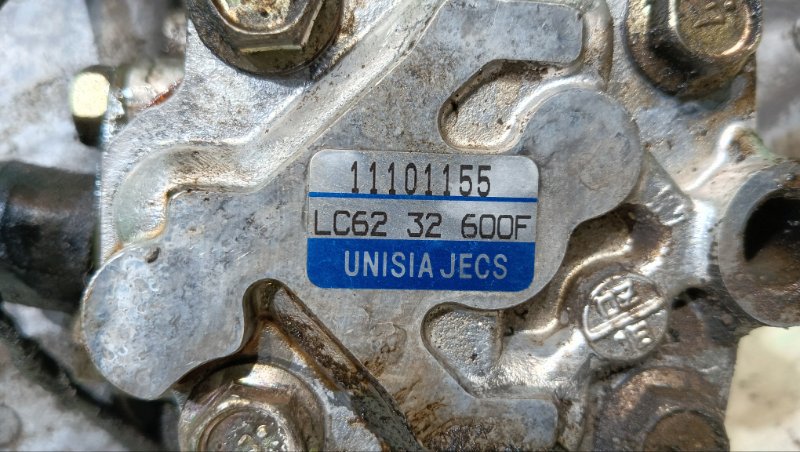 11101155
LC62 32 600F
UNISIA JECS